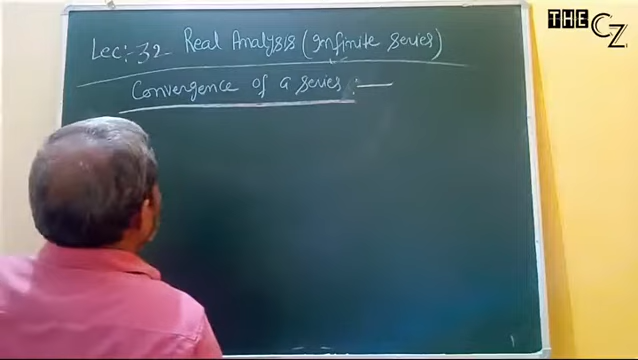 Lec:-32- Real Analysis (Infinite Series)
Convergence of a series:—
THE CZ